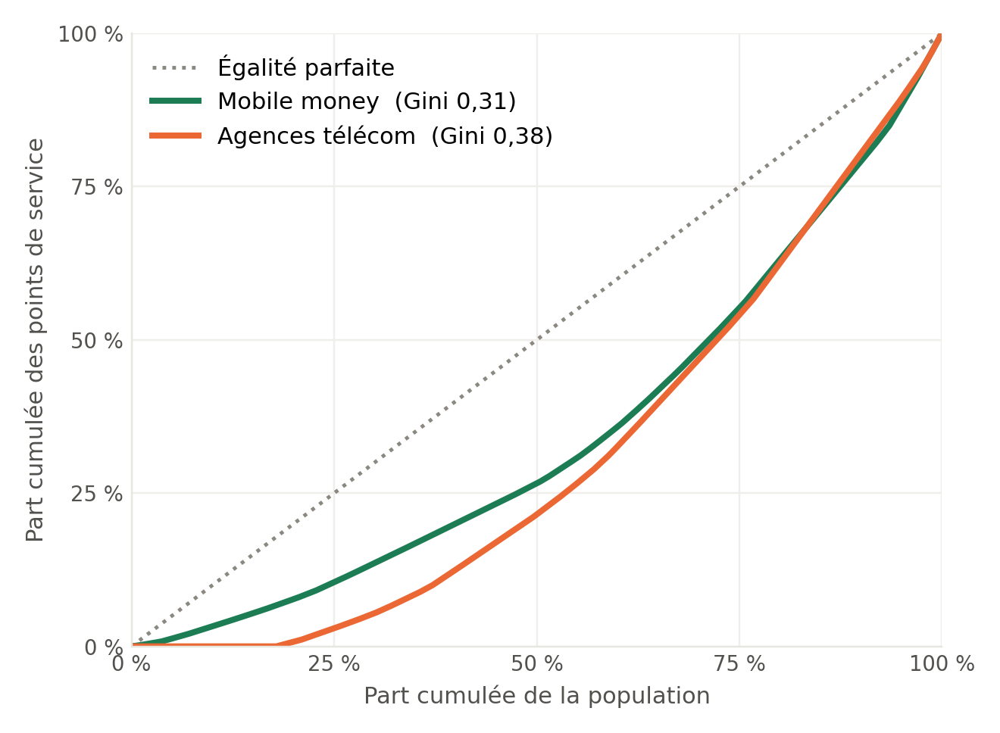 100 %
75 %
50 %
25 %
0 %
Part cumulée des points de service
Égalité parfaite
Mobile money (Gini 0,31)
Agences télécom (Gini 0,38)
0 %
25 %
50 %
75 %
100 %
Part cumulée de la population